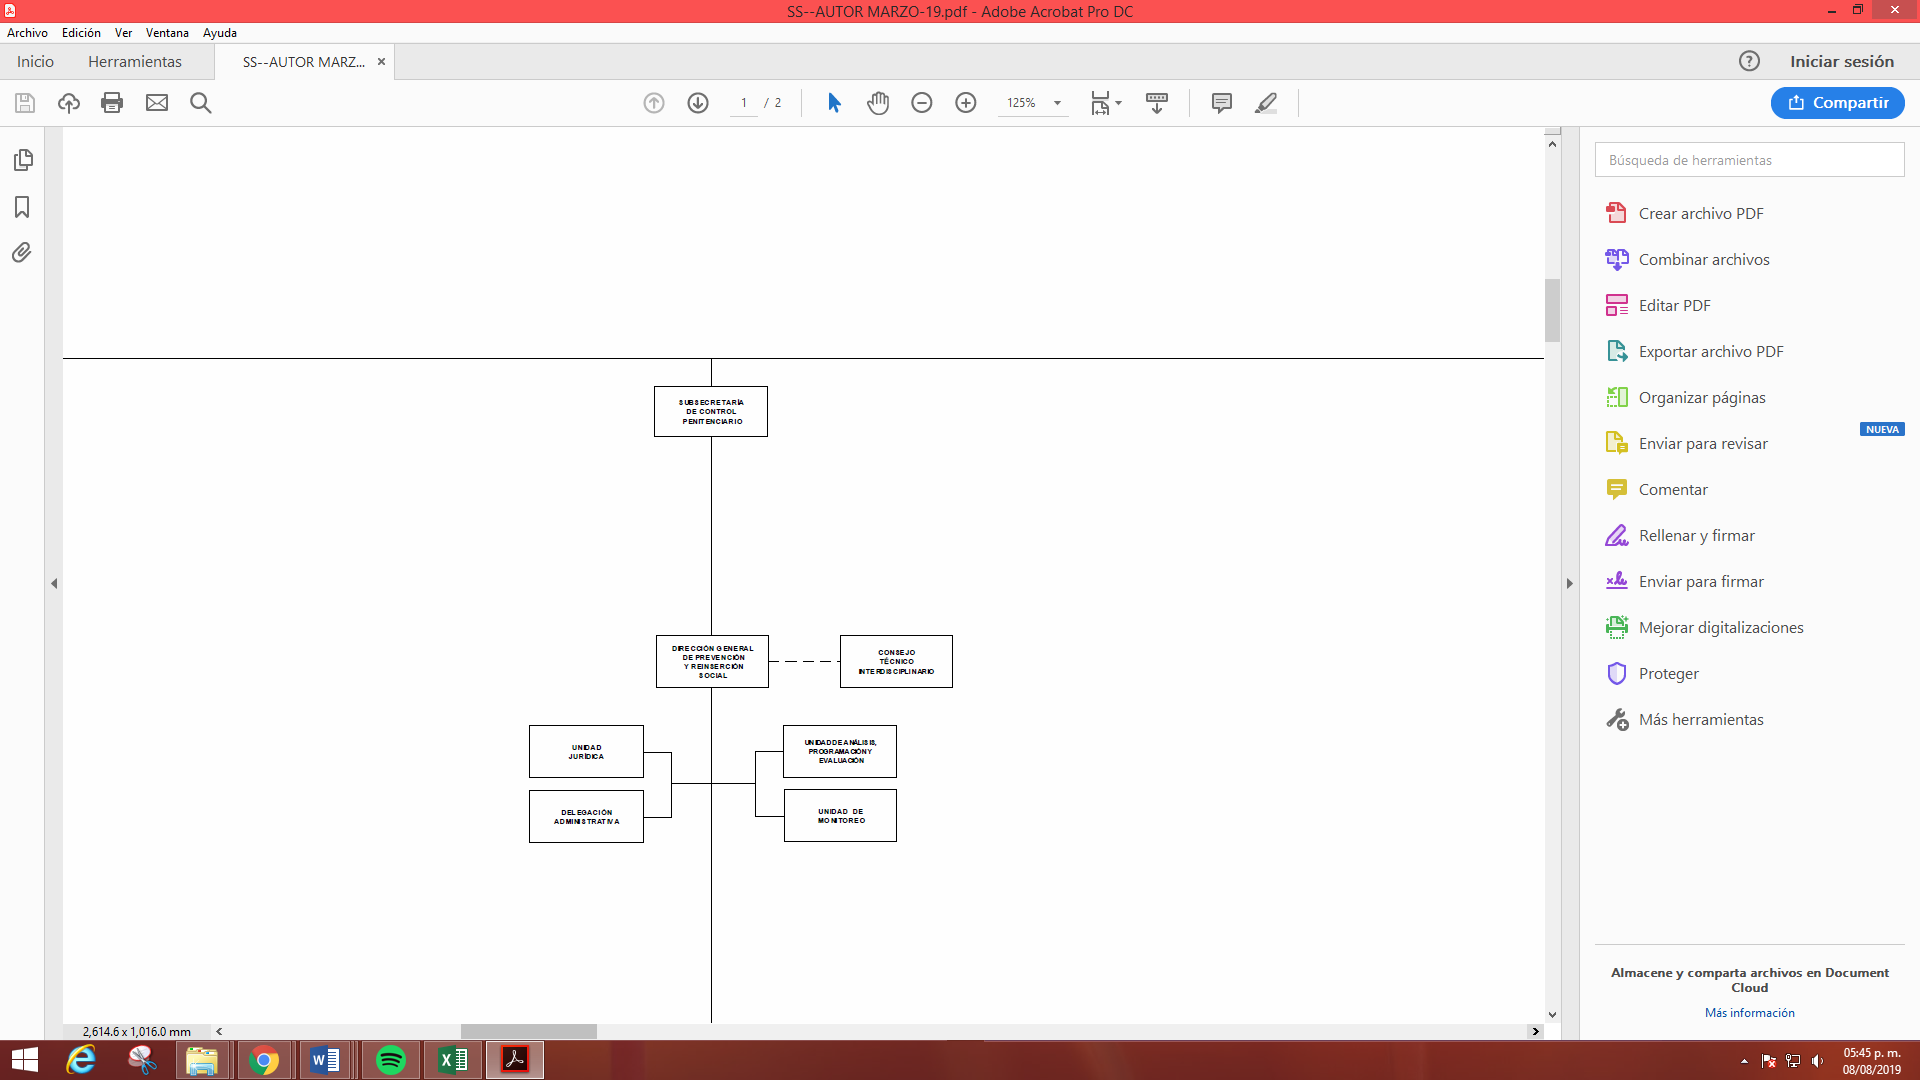 SS--AUTOR MARZO-19.pdf - Adobe Acrobat Pro DC
Archivo Edición Ver Ventana Ayuda
Inicio Herramientas SS--AUTOR MARZ... Iniciar sesión
1 / 2 125% Compartir
Búsqueda de herramientas
Crear archivo PDF
Combinar archivos
Editar PDF
Exportar archivo PDF
Organizar páginas
NUEVA
Enviar para revisar
Comentar
Rellenar y firmar
Enviar para firmar
Mejorar digitalizaciones
Proteger
Más herramientas
Almacene y comparta archivos en Document
Cloud
Más información
SUBSECRETARÍA
DE CONTROL
PENITENCIARIO
DIRECCIÓN GENERAL
DE PREVENCIÓN
Y REINSERCIÓN
SOCIAL
CONSEJO
TÉCNICO
INTERDISCIPLINARIO
UNIDAD
JURÍDICA
UNIDAD DE ANÁLISIS,
PROGRAMACIÓN Y
EVALUACIÓN
DELEGACIÓN
ADMINISTRATIVA
UNIDAD DE
MONITOREO
2,614.6 x 1,016.0 mm
05:45 p. m.
08/08/2019